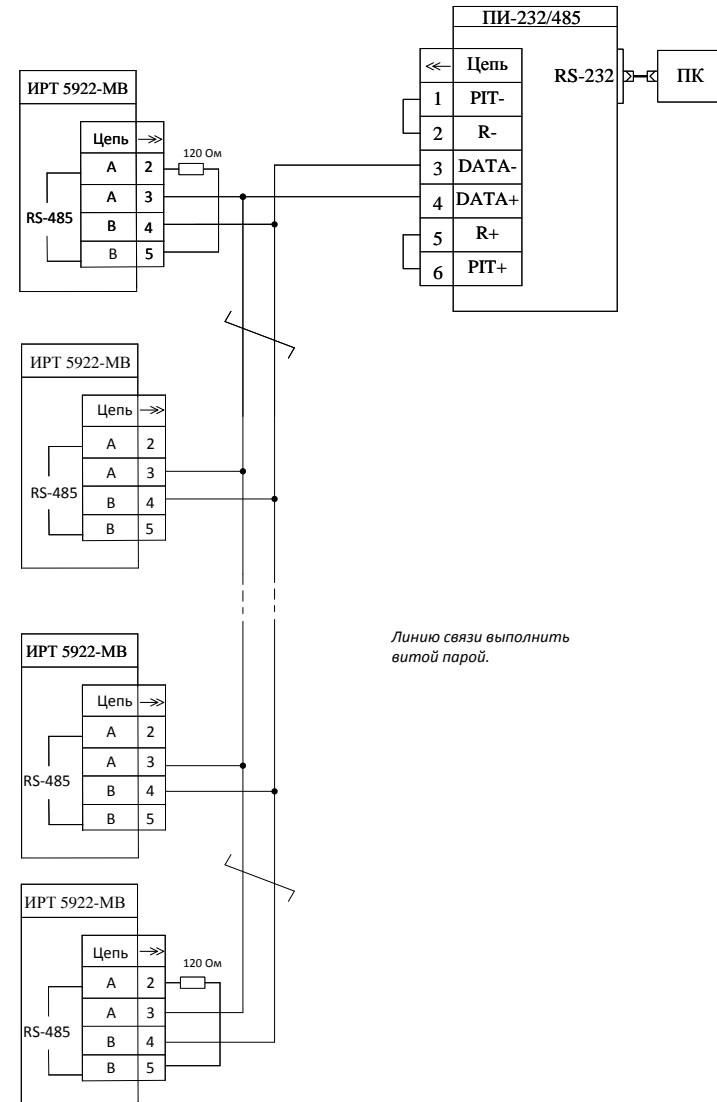 ПИ-232/485
Цепь
1 PIT-
2 R-
3 DATA-
4 DATA+
5 R+
6 PIT+
RS-232
ПК
ИРТ 5922-МВ
Цепь
А 2
А 3
В 4
В 5
RS-485
120 Ом
ИРТ 5922-МВ
Цепь
А 2
А 3
В 4
В 5
RS-485
Линию связи выполнить
витой парой.
ИРТ 5922-МВ
Цепь
А 2
А 3
В 4
В 5
RS-485
ИРТ 5922-МВ
Цепь
А 2
А 3
В 4
В 5
RS-485
120 Ом